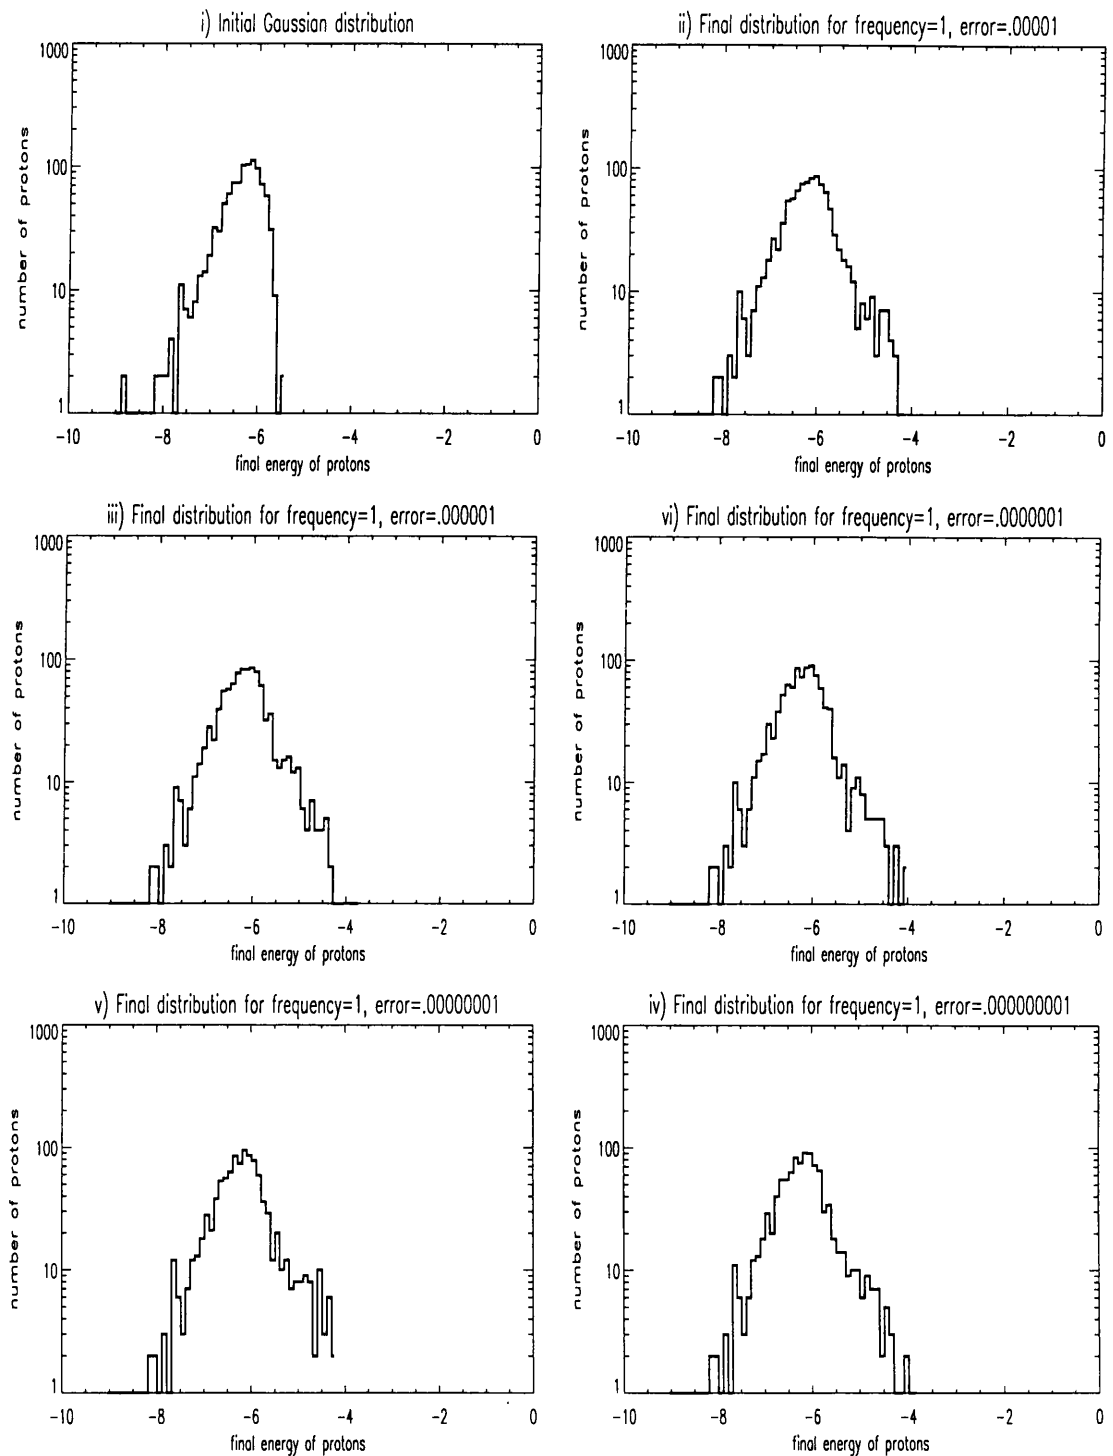 i) Initial Gaussian distribution
1000
100
10
1
number of protons
-10 -8 -6 -4 -2 0
final energy of protons
ii) Final distribution for frequency=1, error=.00001
1000
100
10
1
number of protons
-10 -8 -6 -4 -2 0
final energy of protons
iii) Final distribution for frequency=1, error=.000001
1000
100
10
1
number of protons
-10 -8 -6 -4 -2 0
final energy of protons
vi) Final distribution for frequency=1, error=.0000001
1000
100
10
1
number of protons
-10 -8 -6 -4 -2 0
final energy of protons
v) Final distribution for frequency=1, error=.00000001
1000
100
10
1
number of protons
-10 -8 -6 -4 -2 0
final energy of protons
iv) Final distribution for frequency=1, error=.000000001
1000
100
10
1
number of protons
-10 -8 -6 -4 -2 0
final energy of protons